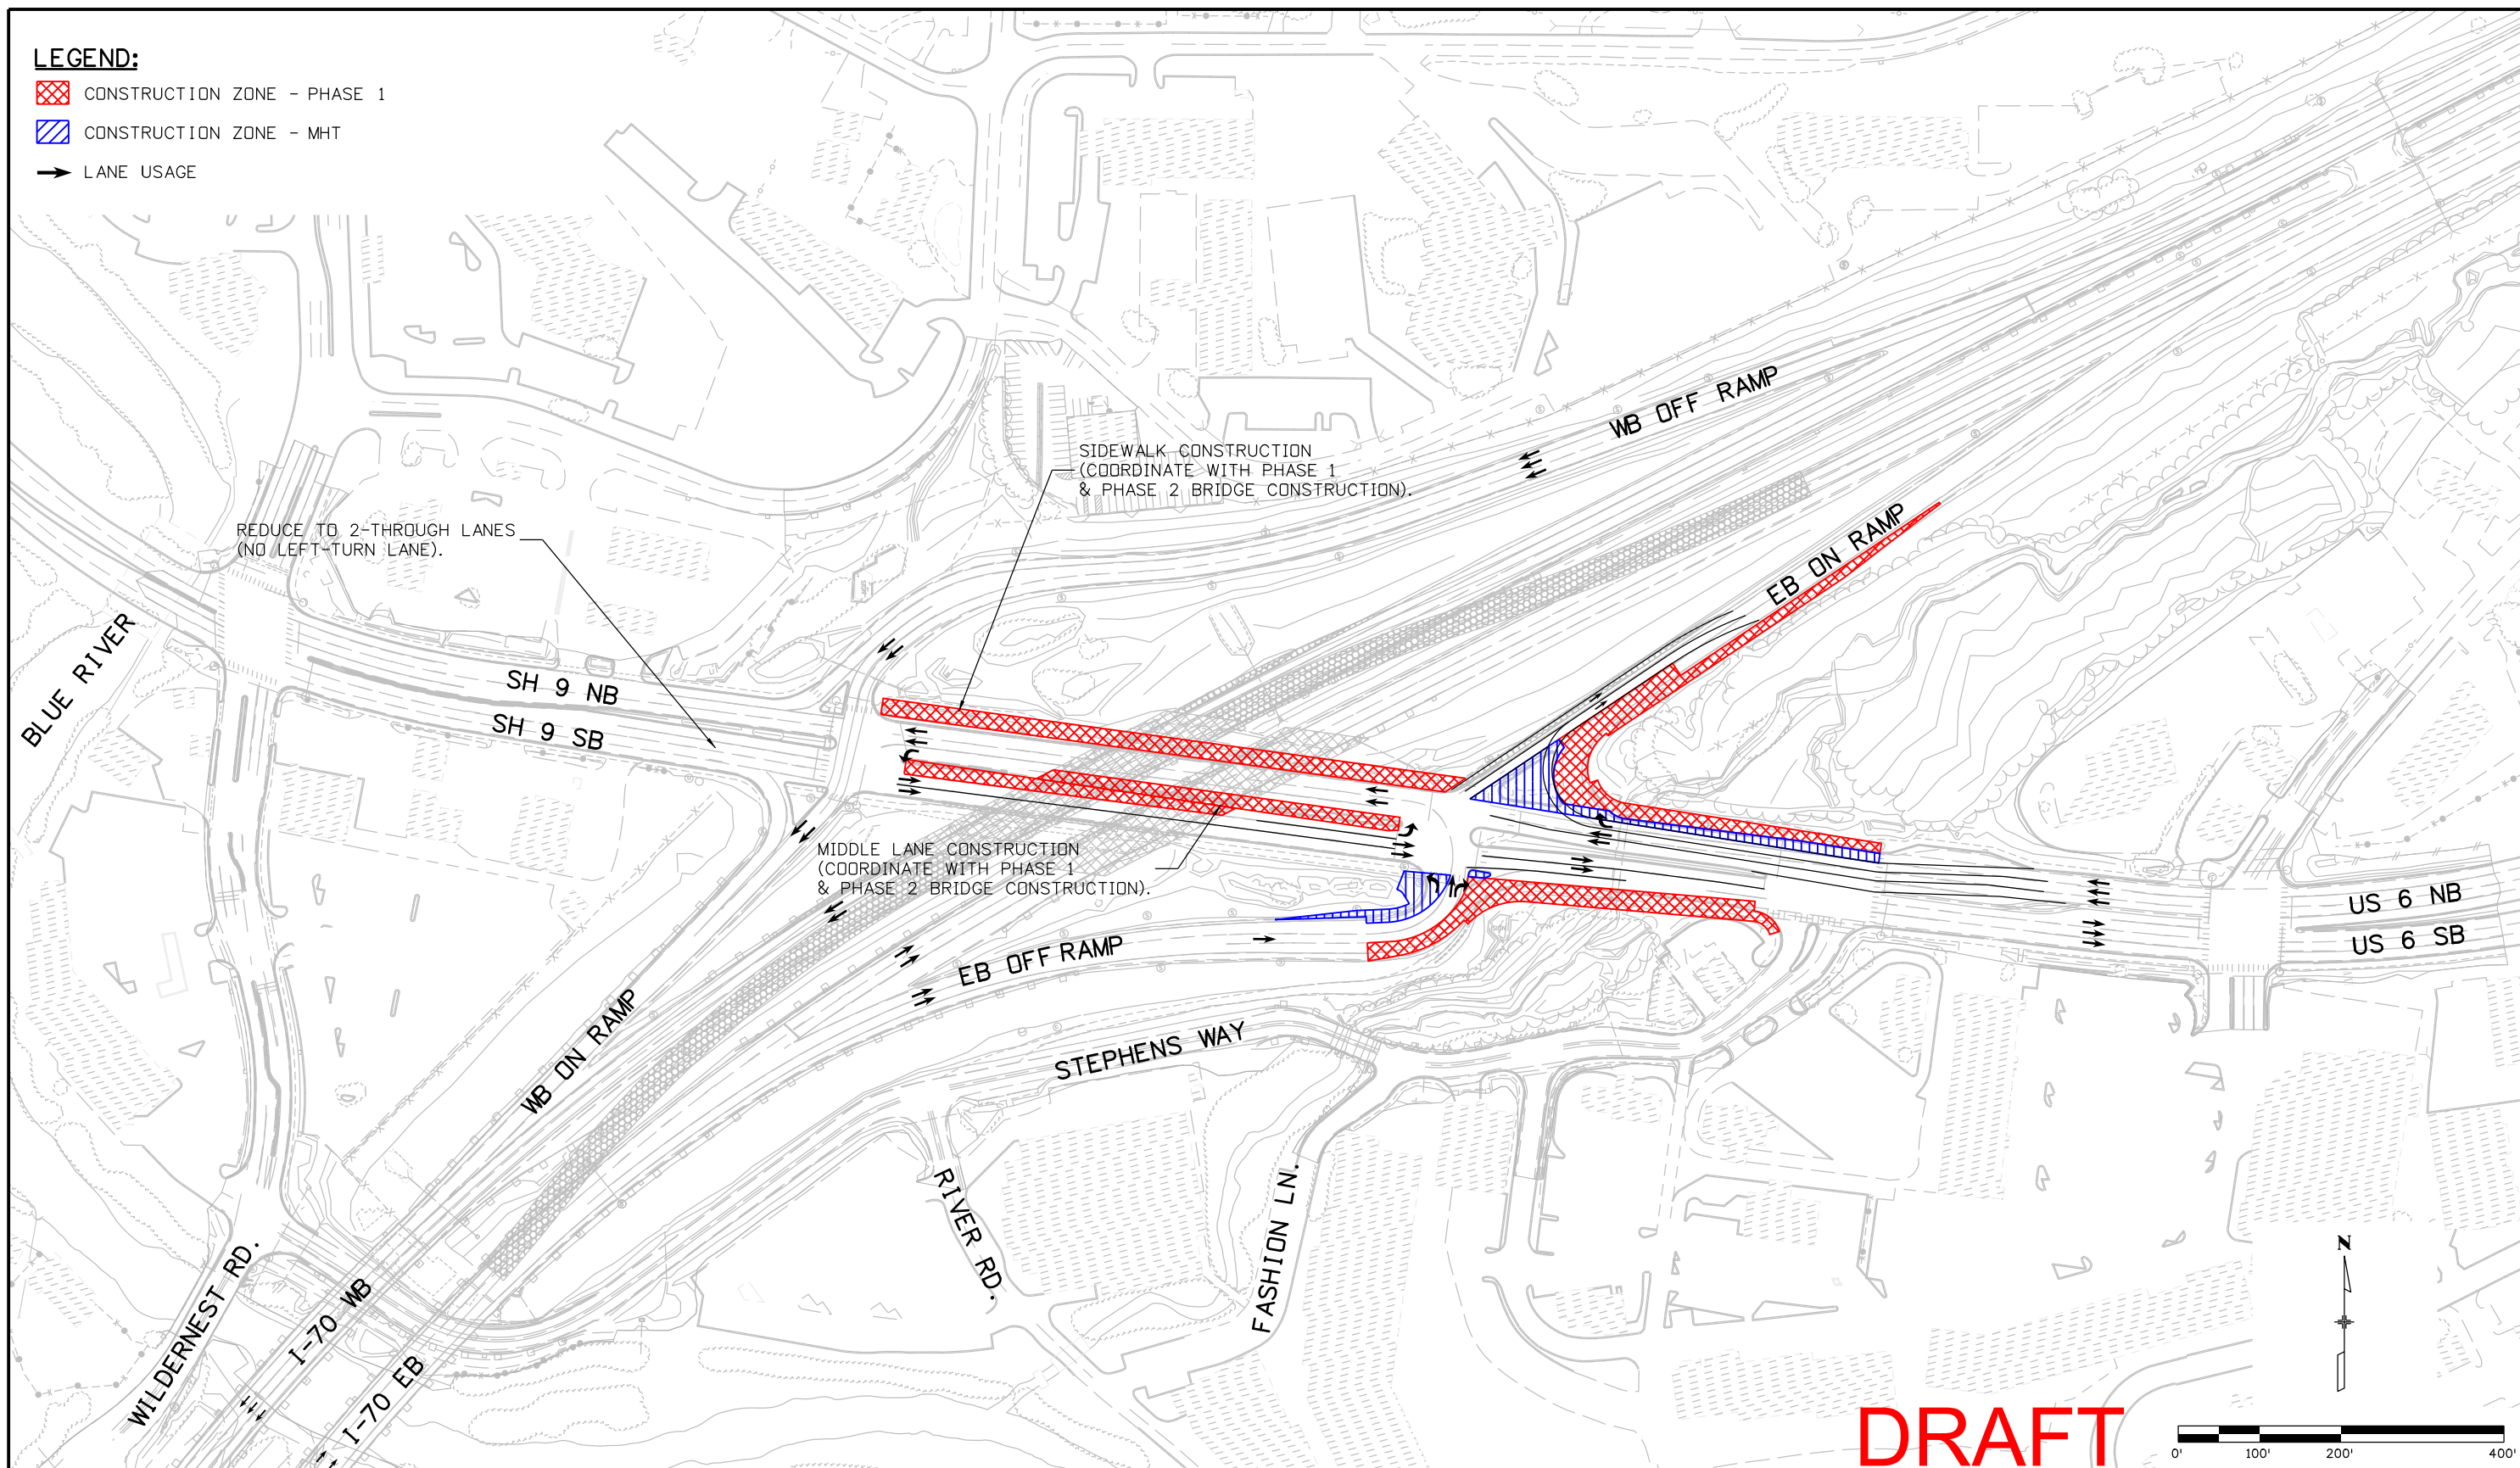 LEGEND:
CONSTRUCTION ZONE - PHASE 1
CONSTRUCTION ZONE - MHT
LANE USAGE
WB OFF RAMP
SIDEWALK CONSTRUCTION
(COORDINATE WITH PHASE 1
& PHASE 2 BRIDGE CONSTRUCTION).
REDUCE TO 2-THROUGH LANES
(NO LEFT-TURN LANE).
EB ON RAMP
BLUE RIVER
SH 9 NB
SH 9 SB
MIDDLE LANE CONSTRUCTION
(COORDINATE WITH PHASE 1
& PHASE 2 BRIDGE CONSTRUCTION).
US 6 NB
US 6 SB
EB OFF RAMP
WB ON RAMP
STEPHENS WAY
RIVER RD.
FASHION LN.
WILDERNEST RD.
I-70 WB
I-70 EB
N
DRAFT
0' 100' 200' 400'